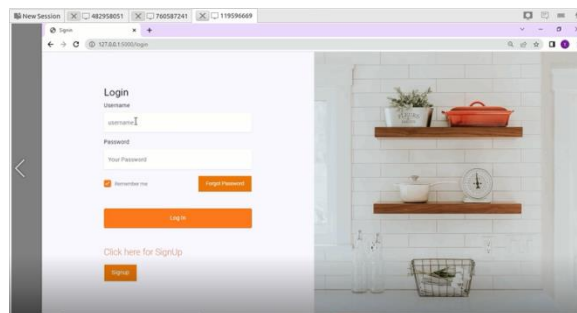 New Session 482958051 760587241 119596669
Signin
127.0.0.1:5000/login
Login
Username
username
Password
Your Password
Remember me Forgot Password
Log In
Click here for SignUp
Signup